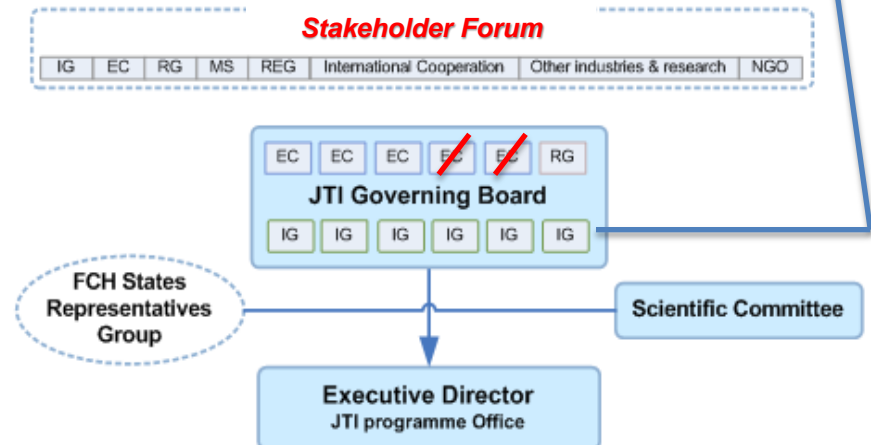 Stakeholder Forum
IG EC RG MS REG International Cooperation Other industries & research NGO
EC EC EC EC EC RG
JTI Governing Board
IG IG IG IG IG IG
FCH States
Representatives
Group
Scientific Committee
Executive Director
JTI programme Office